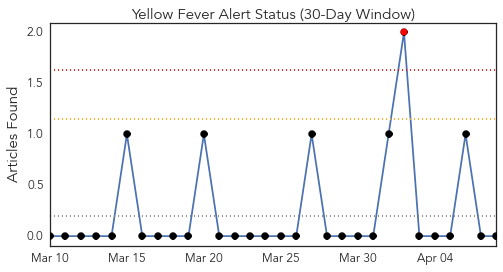 Yellow Fever Alert Status (30-Day Window)
Articles Found
2.0
1.5
1.0
0.5
0.0
Mar 10 Mar 15 Mar 20 Mar 25 Mar 30 Apr 04